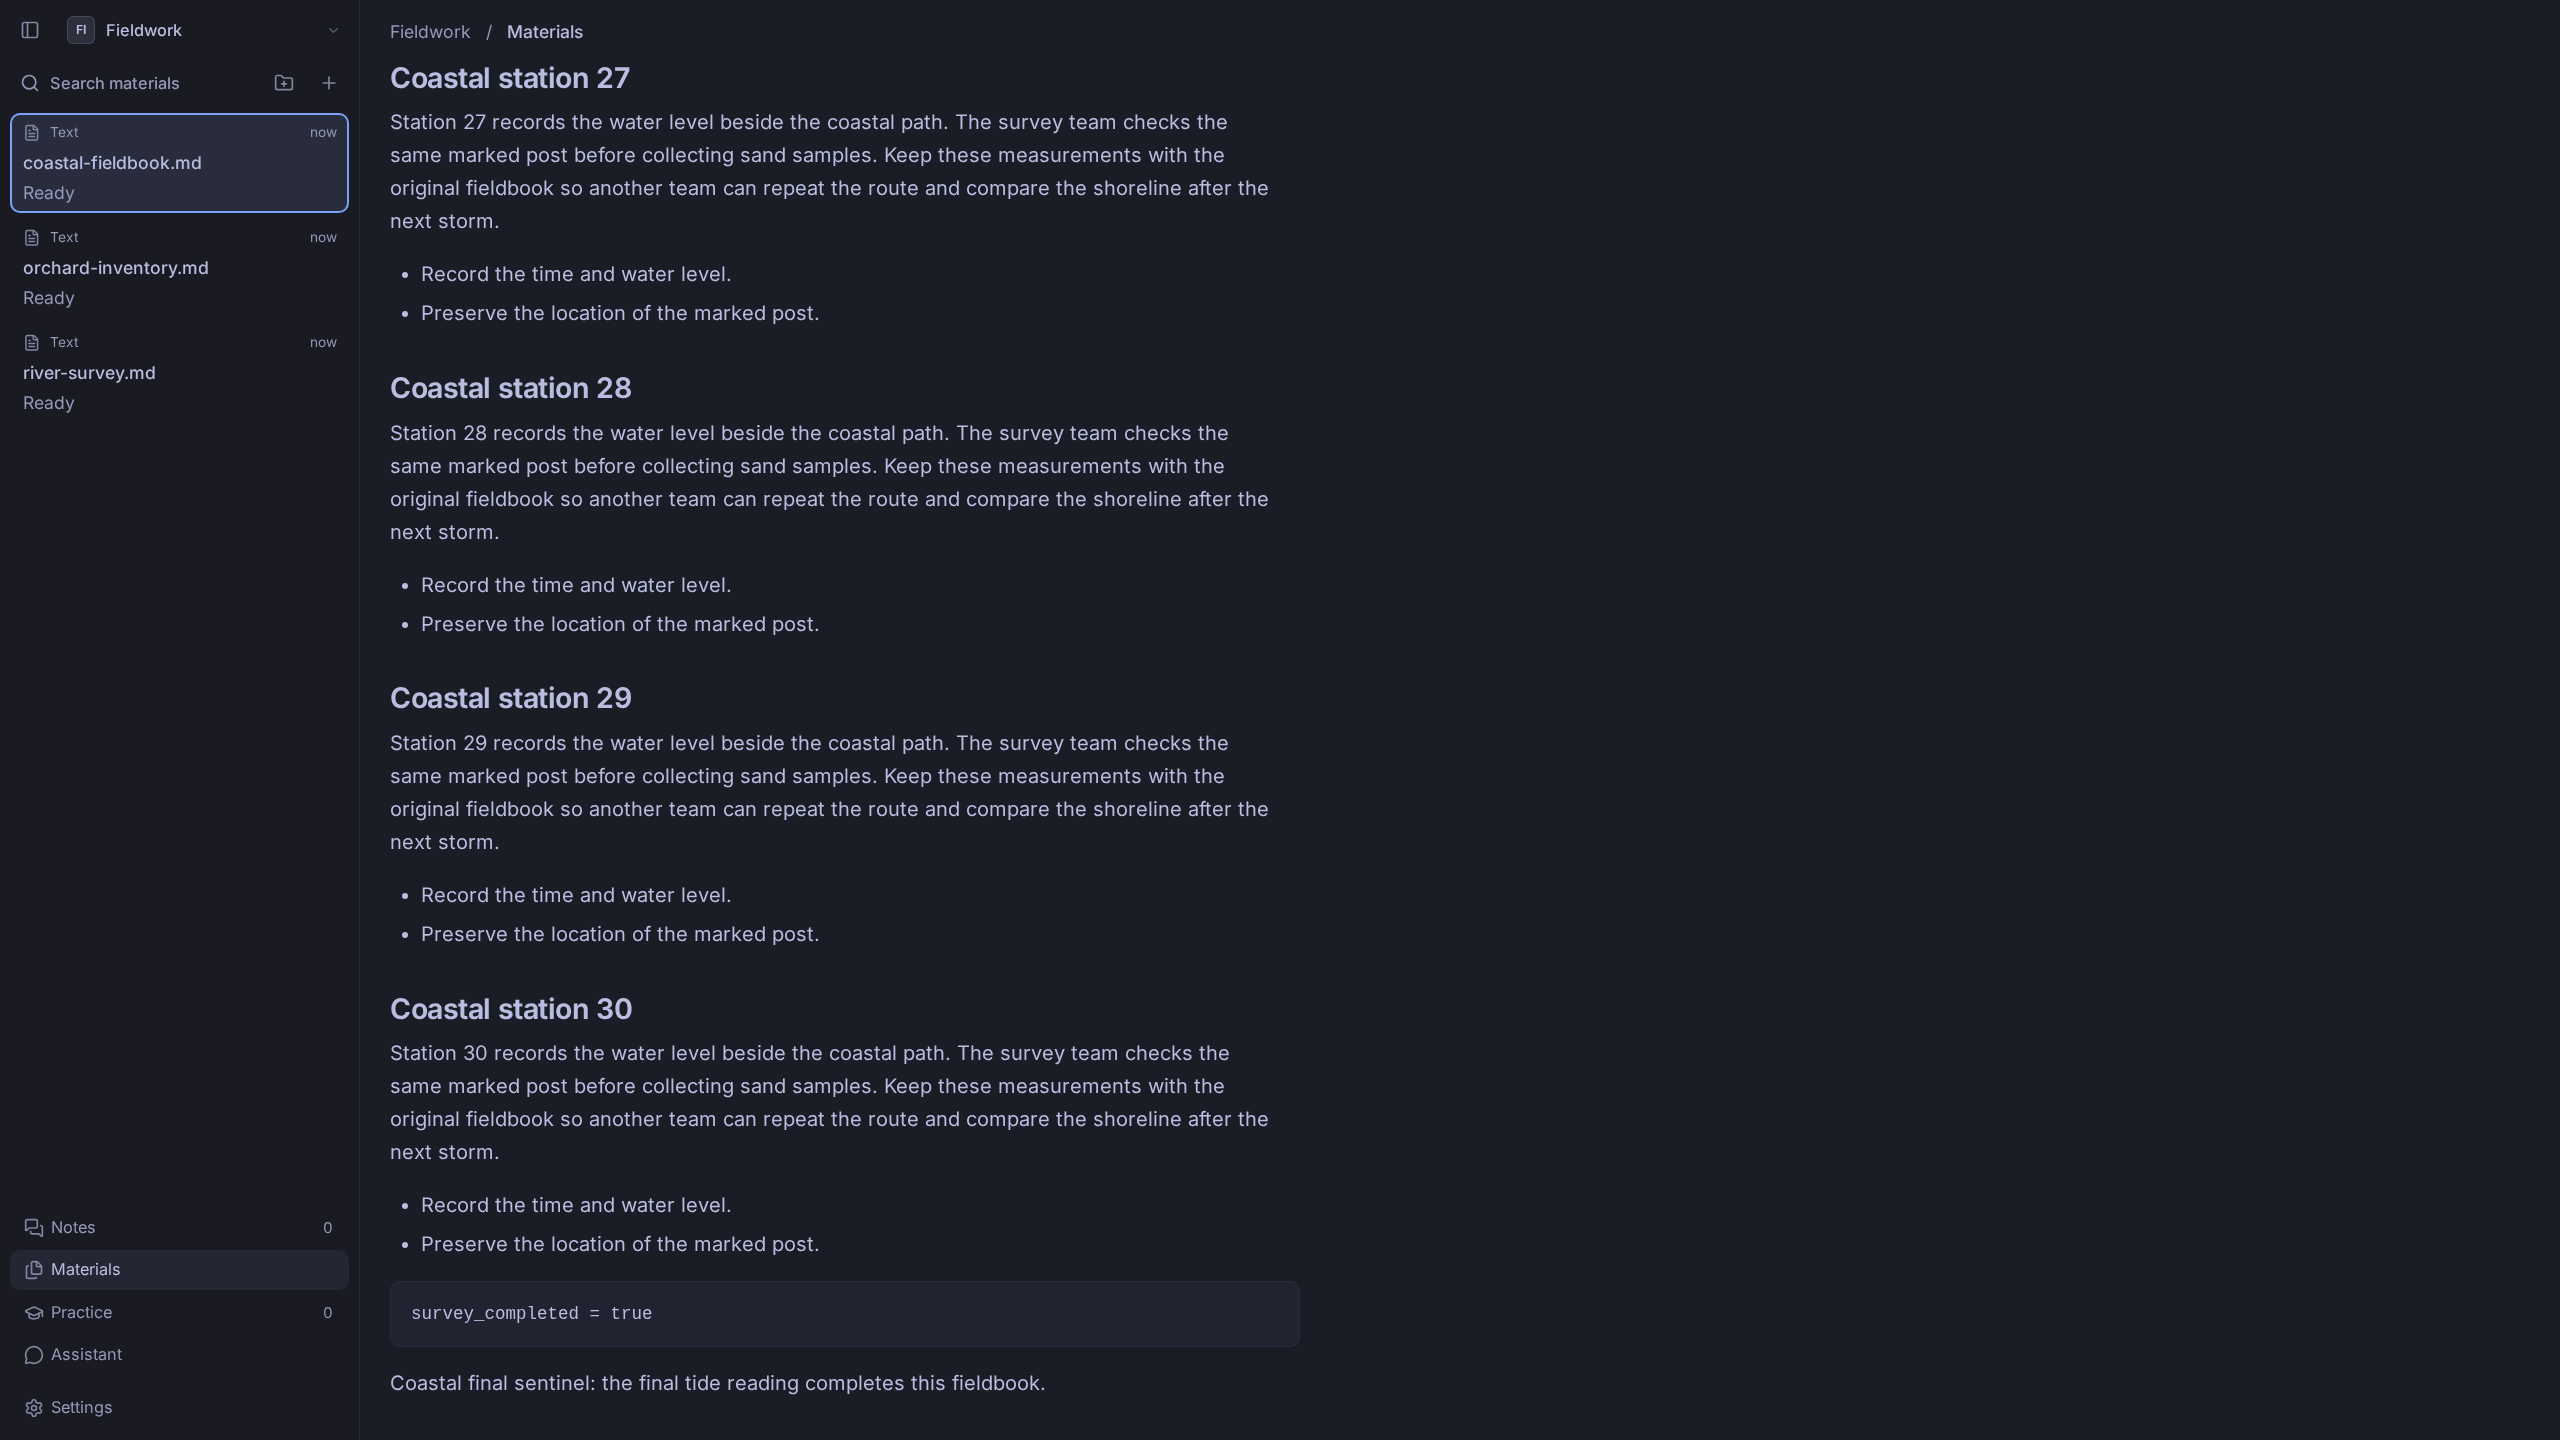 FI Fieldwork
Search materials
Text now
coastal-fieldbook.md
Ready
Text now
orchard-inventory.md
Ready
Text now
river-survey.md
Ready
Notes 0
Materials
Practice 0
Assistant
Settings
Fieldwork / Materials
Coastal station 27
Station 27 records the water level beside the coastal path. The survey team checks the
same marked post before collecting sand samples. Keep these measurements with the
original fieldbook so another team can repeat the route and compare the shoreline after the
next storm.
• Record the time and water level.
• Preserve the location of the marked post.
Coastal station 28
Station 28 records the water level beside the coastal path. The survey team checks the
same marked post before collecting sand samples. Keep these measurements with the
original fieldbook so another team can repeat the route and compare the shoreline after the
next storm.
• Record the time and water level.
• Preserve the location of the marked post.
Coastal station 29
Station 29 records the water level beside the coastal path. The survey team checks the
same marked post before collecting sand samples. Keep these measurements with the
original fieldbook so another team can repeat the route and compare the shoreline after the
next storm.
• Record the time and water level.
• Preserve the location of the marked post.
Coastal station 30
Station 30 records the water level beside the coastal path. The survey team checks the
same marked post before collecting sand samples. Keep these measurements with the
original fieldbook so another team can repeat the route and compare the shoreline after the
next storm.
• Record the time and water level.
• Preserve the location of the marked post.
survey_completed = true
Coastal final sentinel: the final tide reading completes this fieldbook.